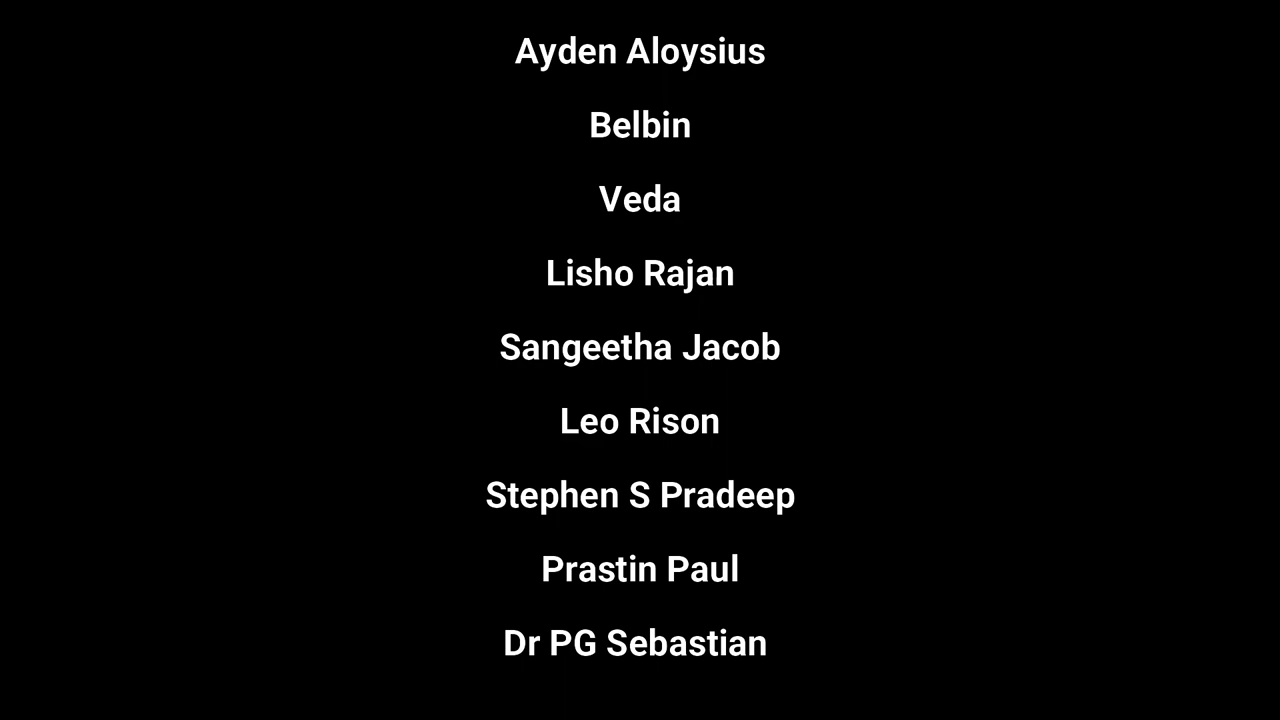 Ayden Aloysius
Belbin
Veda
Lisho Rajan
Sangeetha Jacob
Leo Rison
Stephen S Pradeep
Prastin Paul
Dr PG Sebastian